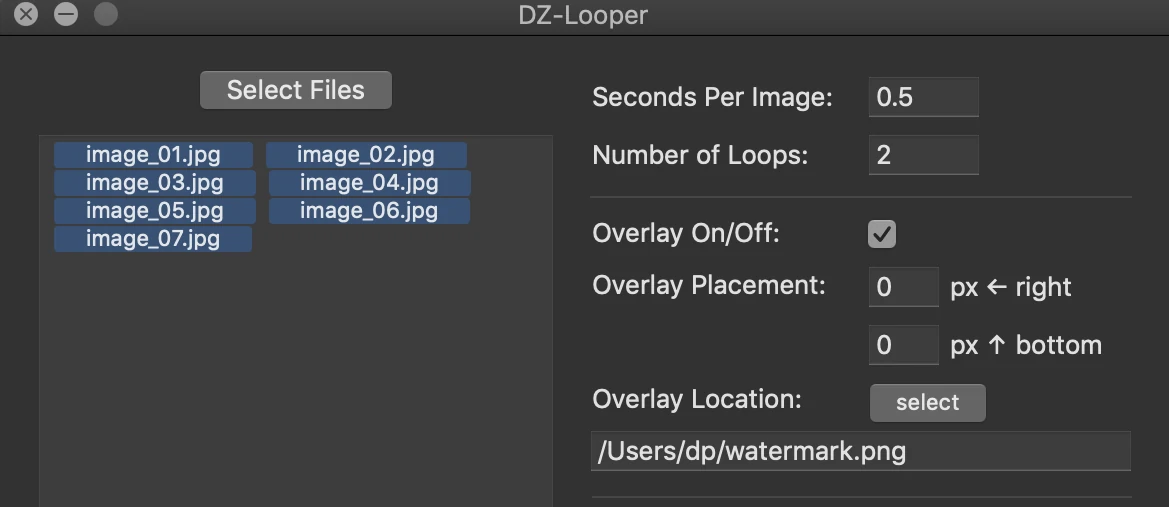 DZ-Looper
Select Files
image_01.jpg image_02.jpg
image_03.jpg image_04.jpg
image_05.jpg image_06.jpg
image_07.jpg
Seconds Per Image: 0.5
Number of Loops: 2
Overlay On/Off:
Overlay Placement: 0 px ← right
0 px ↑ bottom
Overlay Location: select
/Users/dp/watermark.png